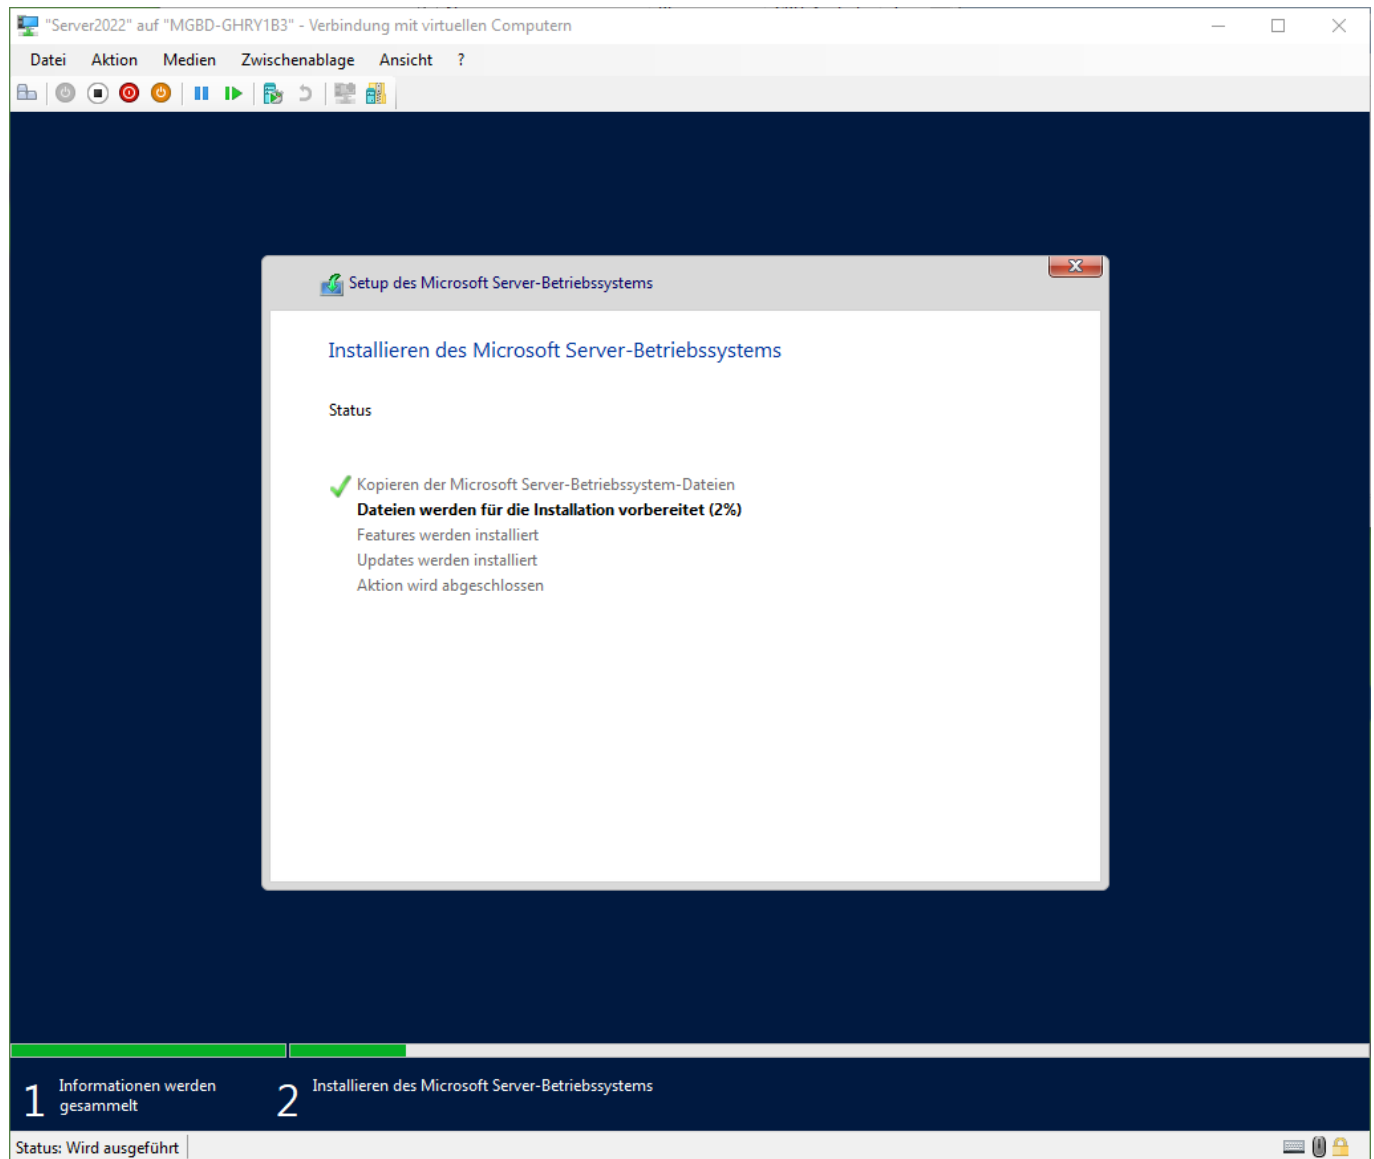 "Server2022" auf "MGBD-GHRY1B3" - Verbindung mit virtuellen Computern
Datei Aktion Medien Zwischenablage Ansicht ?
Setup des Microsoft Server-Betriebssystems
Installieren des Microsoft Server-Betriebssystems
Status
Kopieren der Microsoft Server-Betriebssystem-Dateien
Dateien werden für die Installation vorbereitet (2%)
Features werden installiert
Updates werden installiert
Aktion wird abgeschlossen
1 Informationen werden
gesammelt
2 Installieren des Microsoft Server-Betriebssystems
Status: Wird ausgeführt